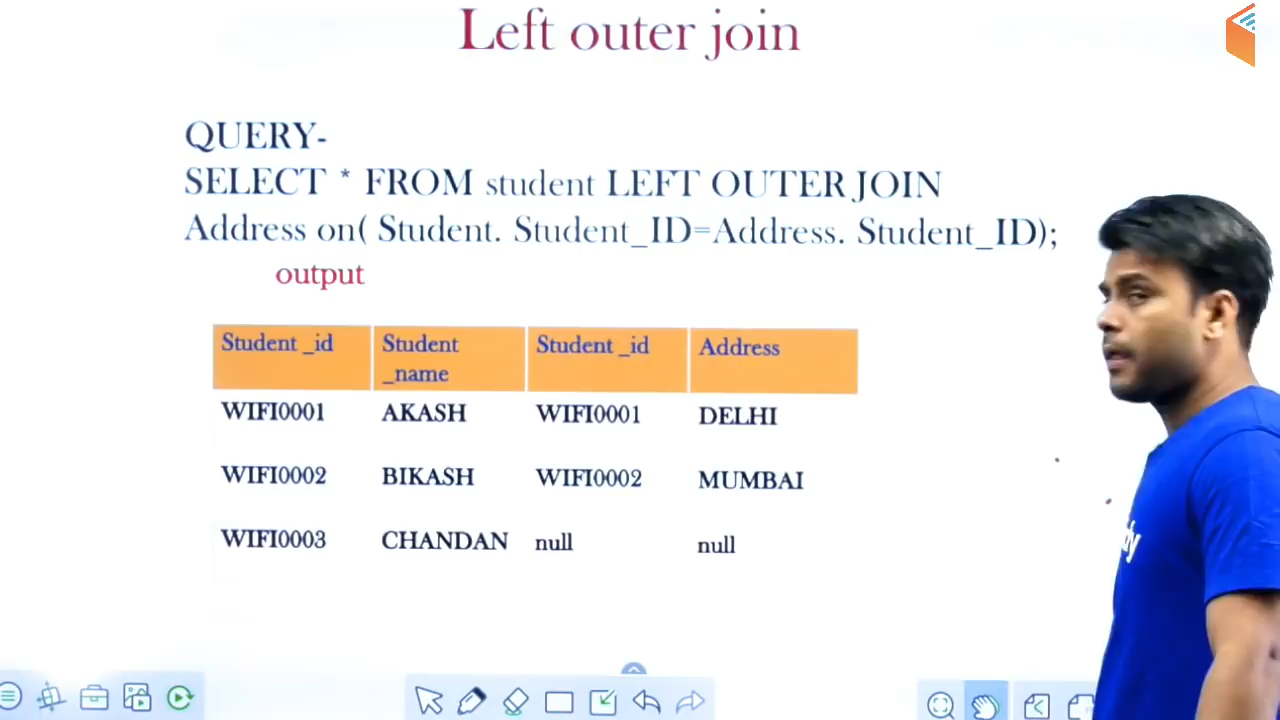 Left outer join
QUERY-
SELECT * FROM student LEFT OUTER JOIN
Address on( Student. Student_ID=Address. Student_ID);
output
Student _id Student _name Student _id Address
WIFI0001 AKASH WIFI0001 DELHI
WIFI0002 BIKASH WIFI0002 MUMBAI
WIFI0003 CHANDAN null null